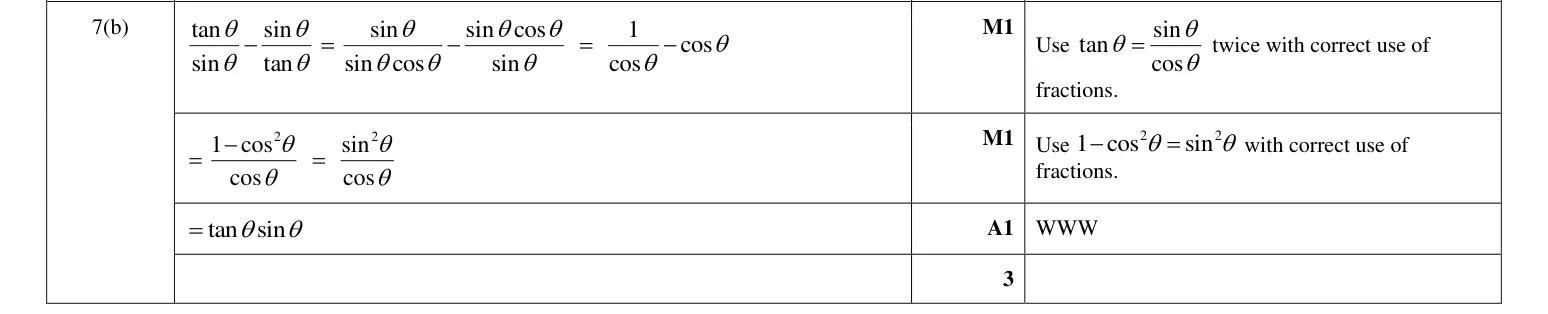 7(b)
tan θ / sin θ − sin θ / tan θ = sin θ / sin θ cos θ − sin θ cos θ / sin θ = 1 / cos θ − cos θ
M1
Use tan θ = sin θ / cos θ twice with correct use of
fractions.
= 1 − cos²θ / cos θ = sin²θ / cos θ
M1
Use 1 − cos²θ = sin²θ with correct use of
fractions.
= tan θ sin θ
A1
WWW
3